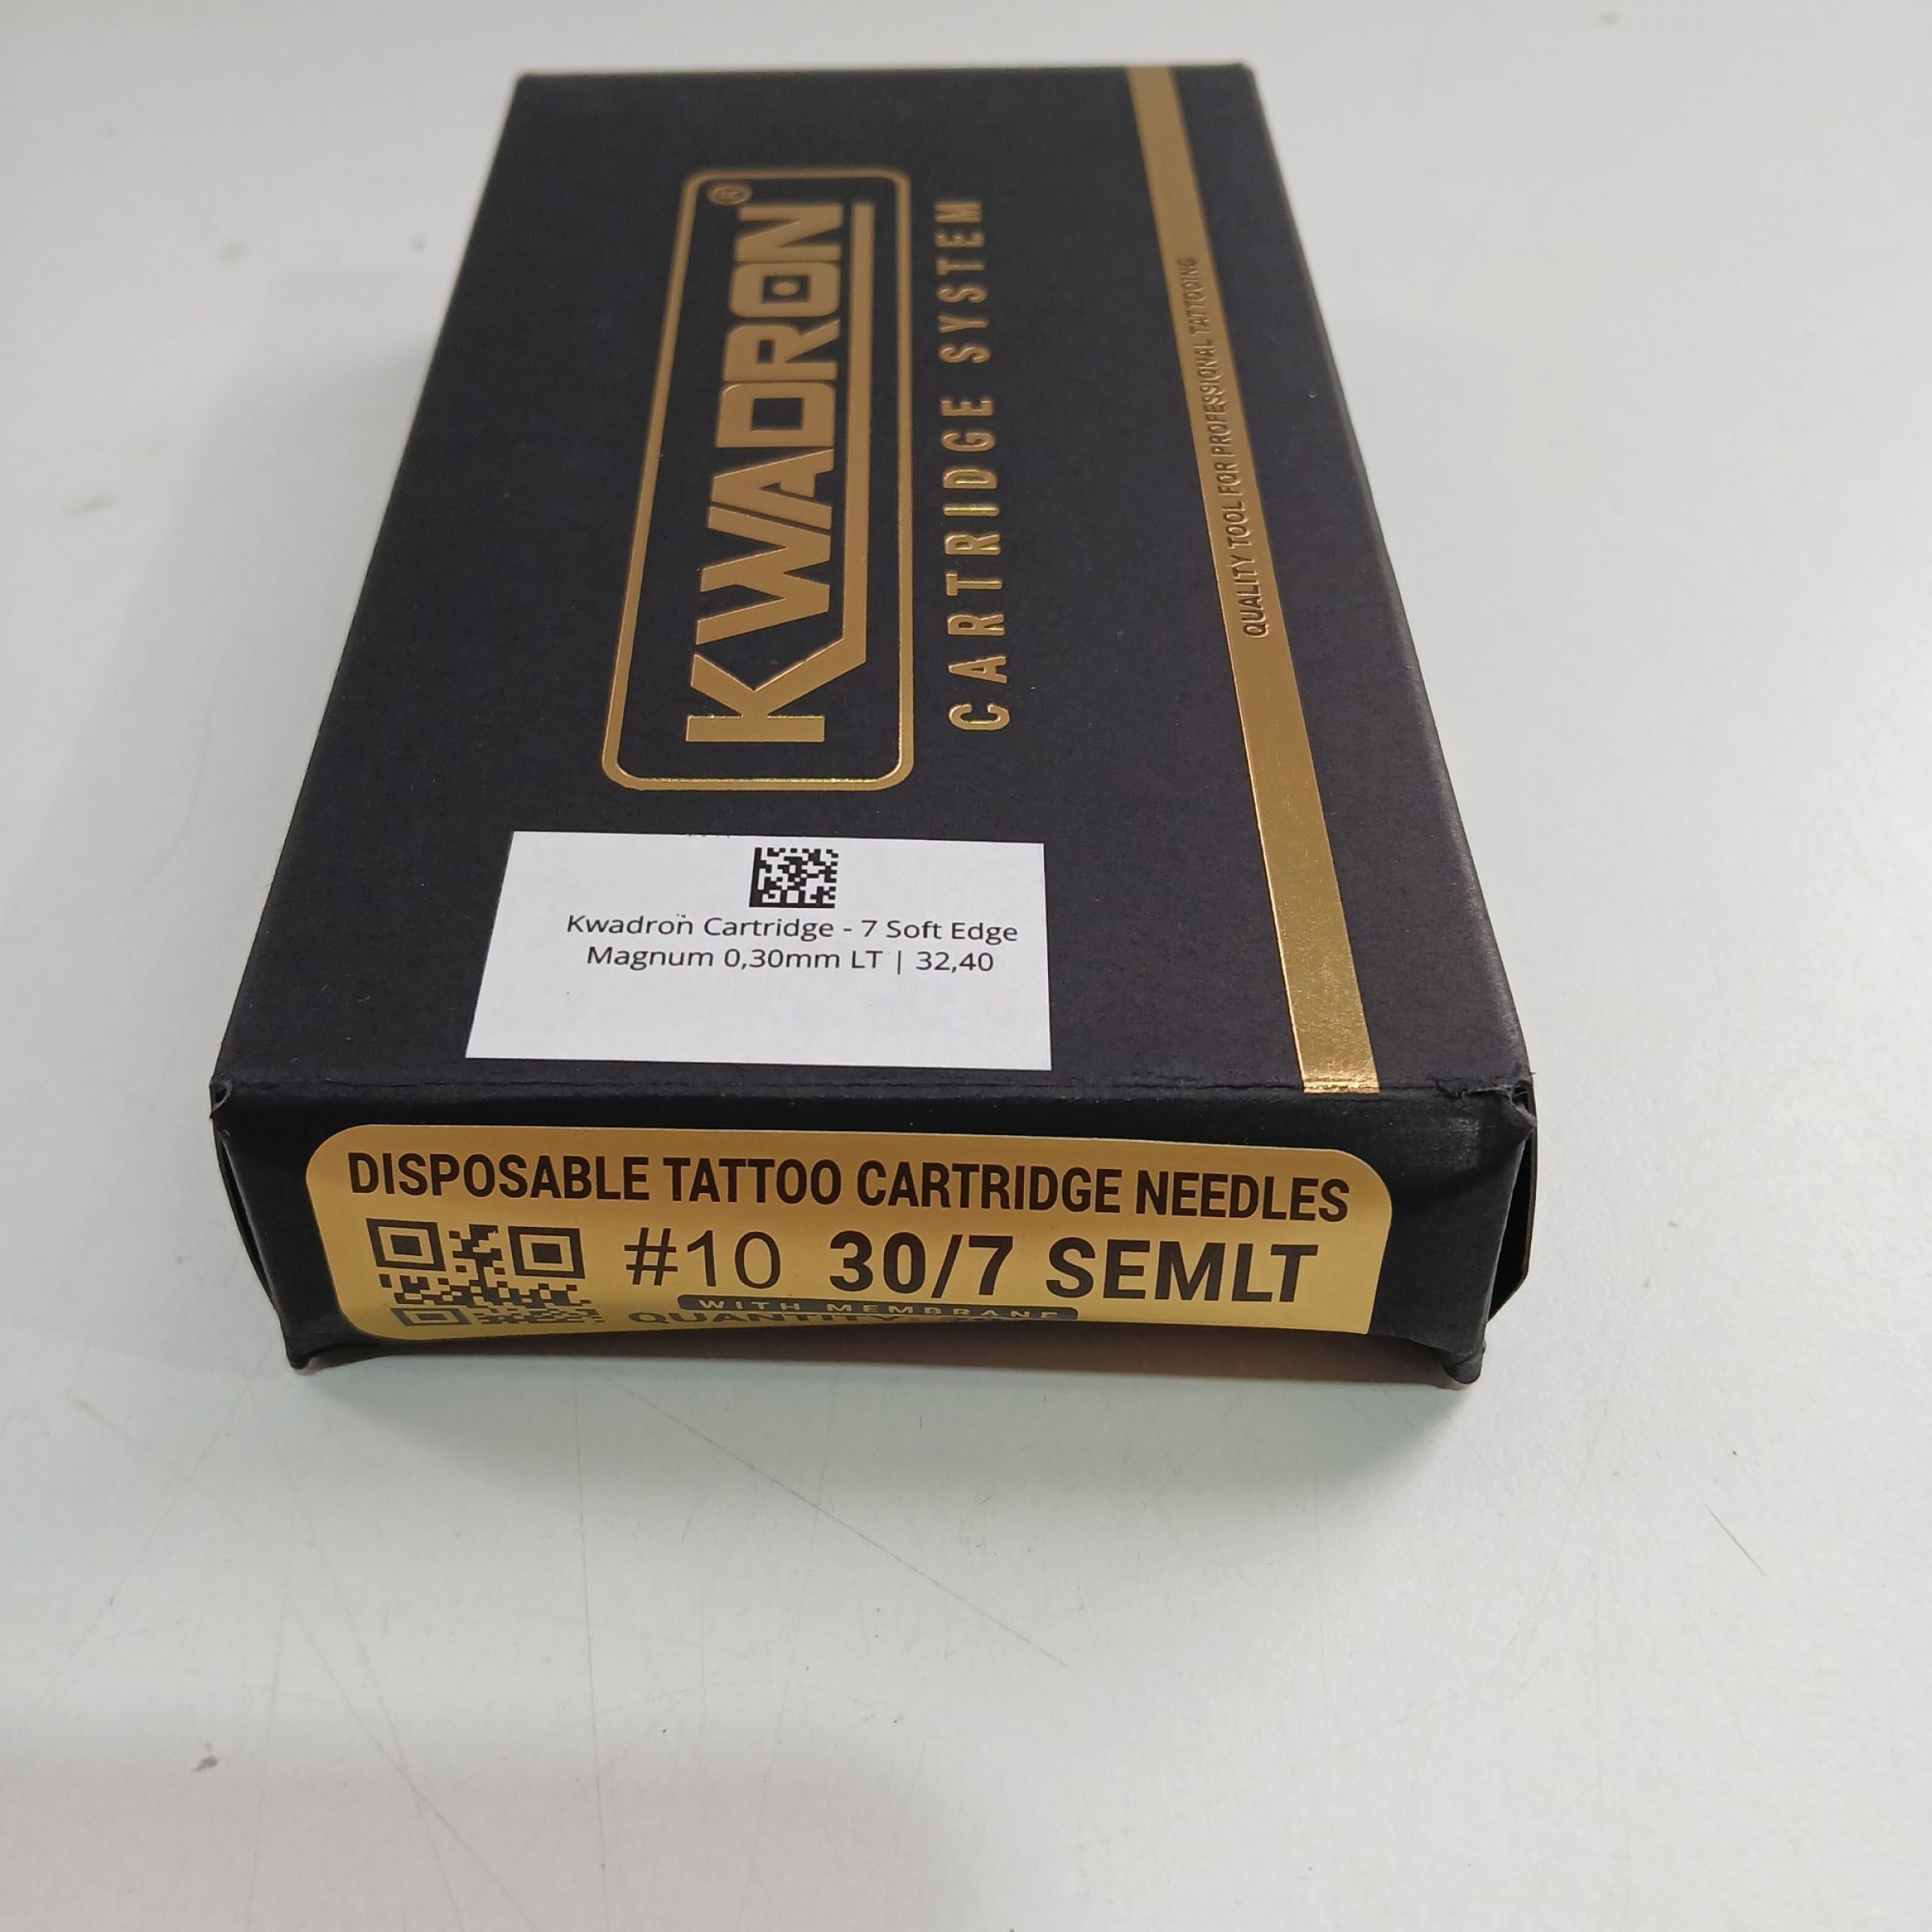 KWADRON®
CARTRIDGE SYSTEM
QUALITY TOOL FOR PROFESSIONAL TATTOOING
Kwadron Cartridge - 7 Soft Edge
Magnum 0,30mm LT | 32,40
DISPOSABLE TATTOO CARTRIDGE NEEDLES
#10 30/7 SEMLT
WITH MEMBRANE
QUANTITY: